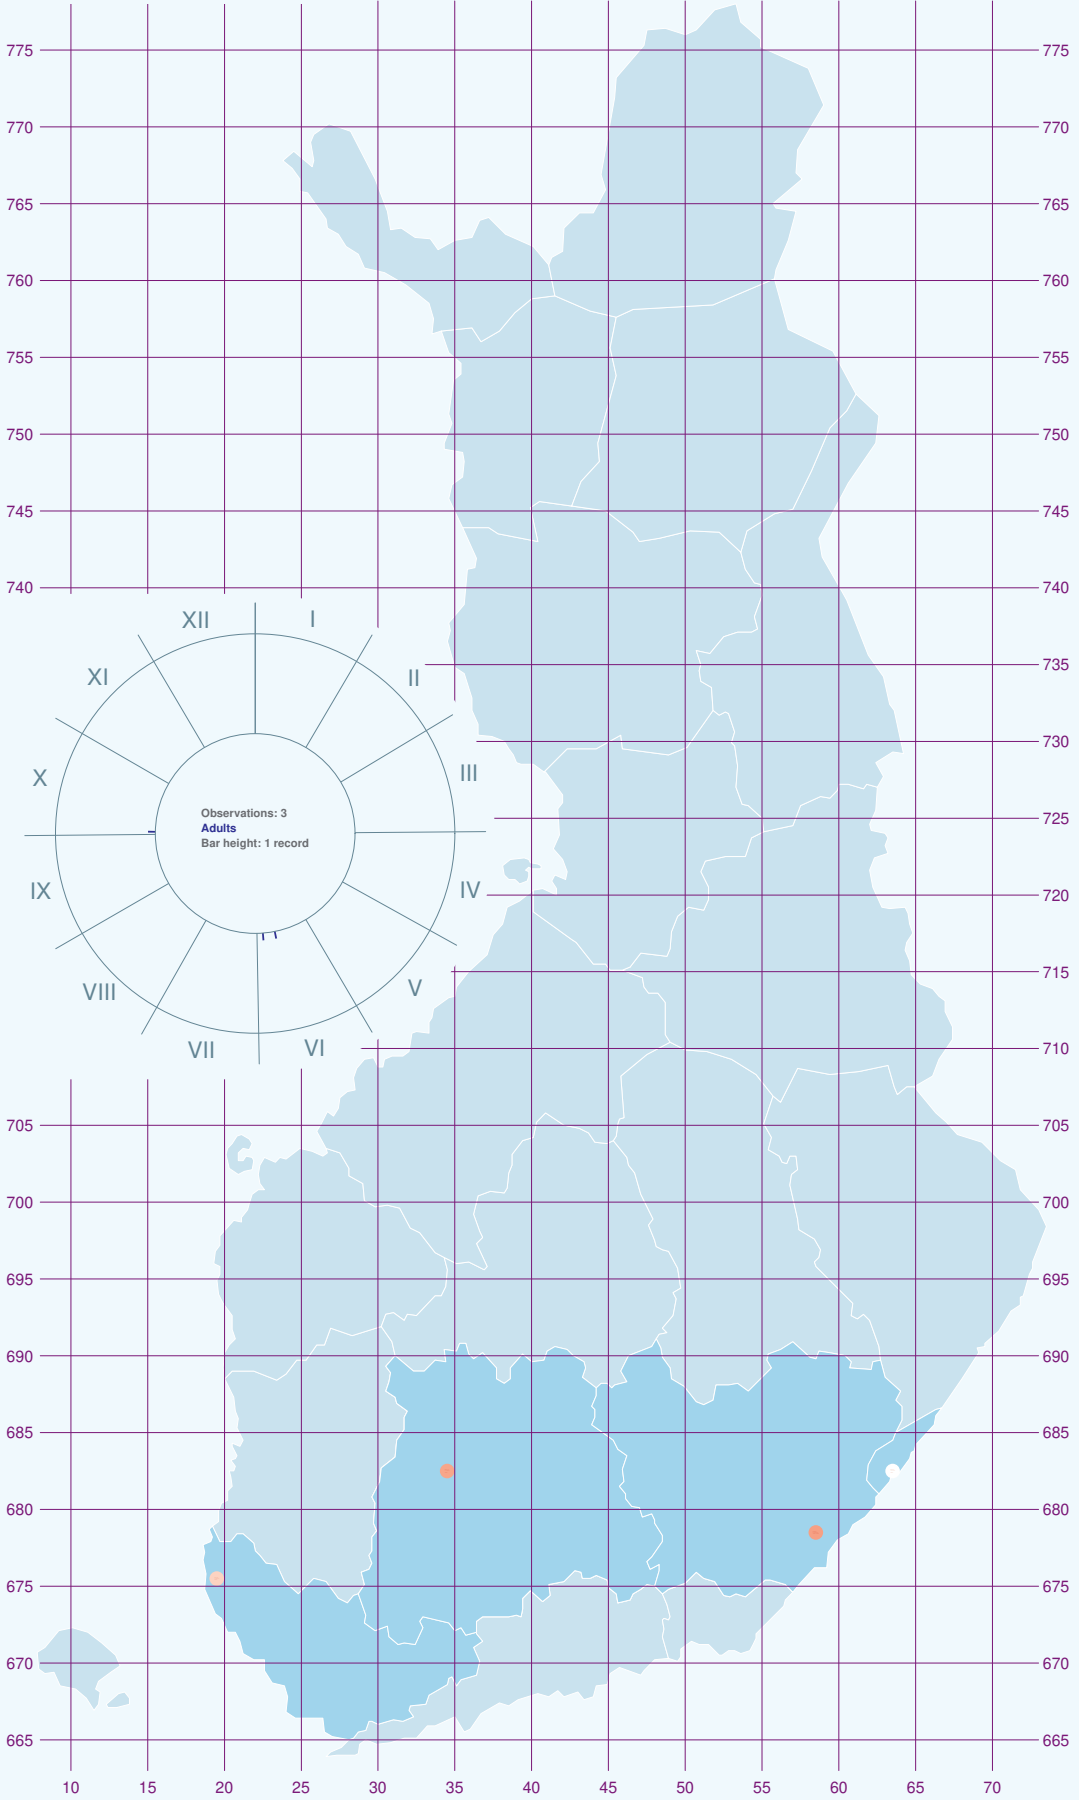 775 775
770 770
765 765
760 760
755 755
750 750
745 745
740 740
XII I
XI II
735
X III
730
Observations: 3
Adults
Bar height: 1 record
725
IX IV
720
VIII V
715
VII VI
710
705 705
700 700
695 695
690 690
685 685
680 680
675 675
670 670
665 665
10 15 20 25 30 35 40 45 50 55 60 65 70